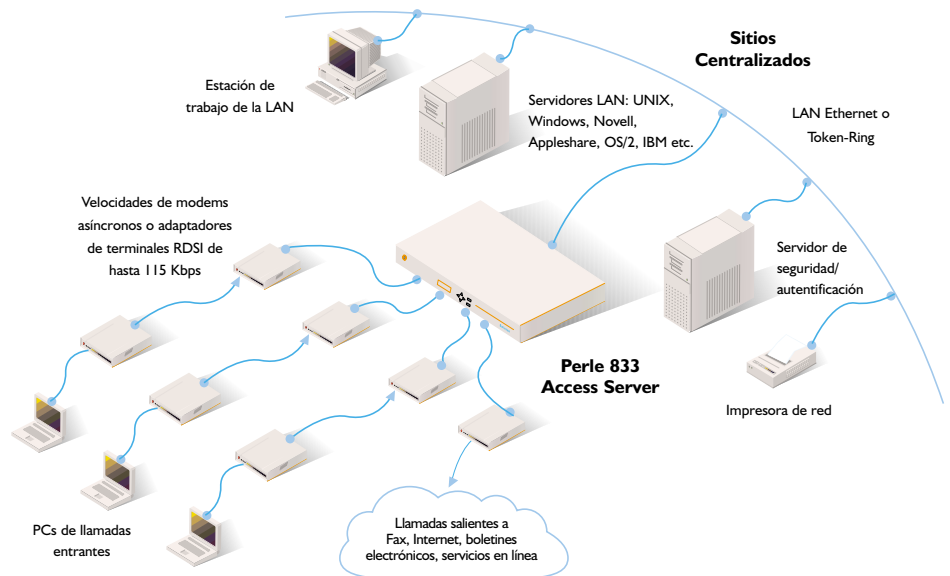 Sitios
Centralizados
Estación de
trabajo de la LAN
Servidores LAN: UNIX,
Windows, Novell,
Appleshare, OS/2, IBM etc.
LAN Ethernet o
Token-Ring
Velocidades de modems
asíncronos o adaptadores
de terminales RDSI de
hasta 115 Kbps
Servidor de
seguridad/
autentificación
Perle 833
Access Server
Impresora de red
PCs de llamadas
entrantes
Llamadas salientes a
Fax, Internet, boletines
electrónicos, servicios en línea